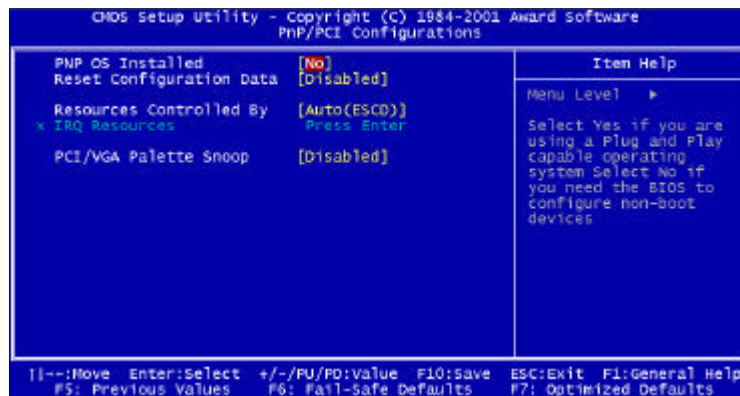 CMOS Setup Utility - Copyright (C) 1984-2001 Award Software
PnP/PCI Configurations
PNP OS Installed [No]
Reset Configuration Data [Disabled]
Resources Controlled By [Auto(ESCD)]
x IRQ Resources Press Enter
PCI/VGA Palette Snoop [Disabled]
Item Help
Menu Level ▸
Select Yes if you are
using a Plug and Play
capable operating
system Select No if
you need the BIOS to
configure non-boot
devices
↑↓→←:Move Enter:Select +/-/PU/PD:Value F10:Save ESC:Exit F1:General Help
F5: Previous Values F6: Fail-Safe Defaults F7: Optimized Defaults